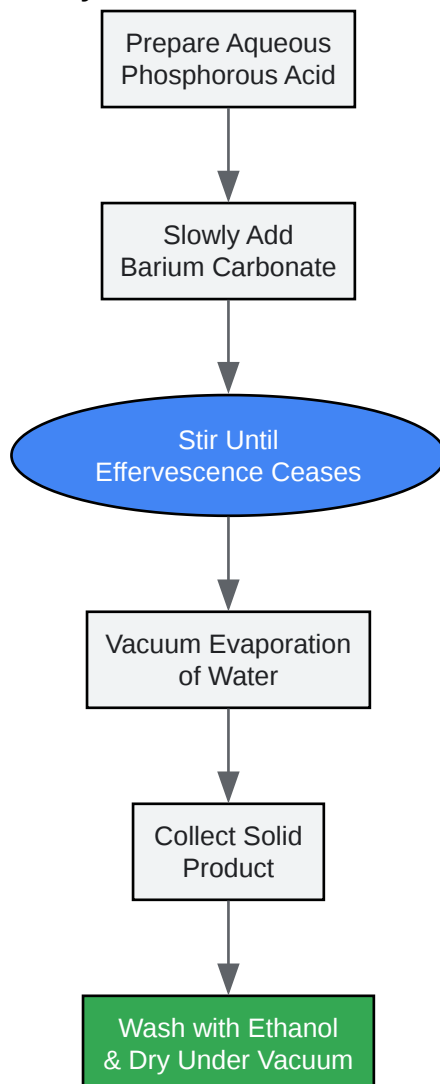 Prepare Aqueous
Phosphorous Acid
Slowly Add
Barium Carbonate
Stir Until
Effervescence Ceases
Vacuum Evaporation
of Water
Collect Solid
Product
Wash with Ethanol
& Dry Under Vacuum